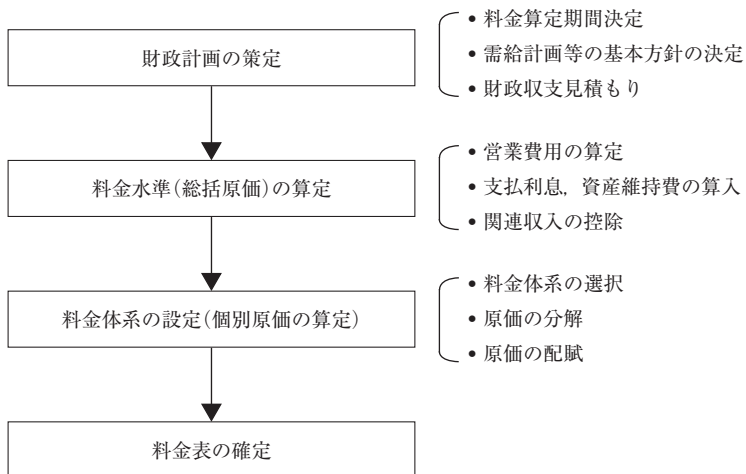 財政計画の策定
• 料金算定期間決定
• 需給計画等の基本方針の決定
• 財政収支見積もり
料金水準(総括原価)の算定
• 営業費用の算定
• 支払利息，資産維持費の算入
• 関連収入の控除
料金体系の設定(個別原価の算定)
• 料金体系の選択
• 原価の分解
• 原価の配賦
料金表の確定